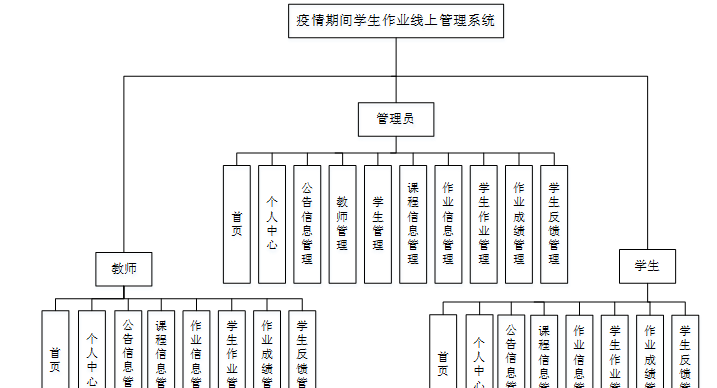 疫情期间学生作业线上管理系统
管理员
首页
个人中心
公告信息管理
教师管理
学生管理
课程信息管理
作业信息管理
学生作业管理
作业成绩管理
学生反馈管理
教师
学生
首页
个人中心
公告信息管
课程信息管
作业信息管
学生作业管
作业成绩管
学生反馈管
首页
个人中心
公告信息管
课程信息管
作业信息管
学生作业管
作业成绩管
学生反馈管